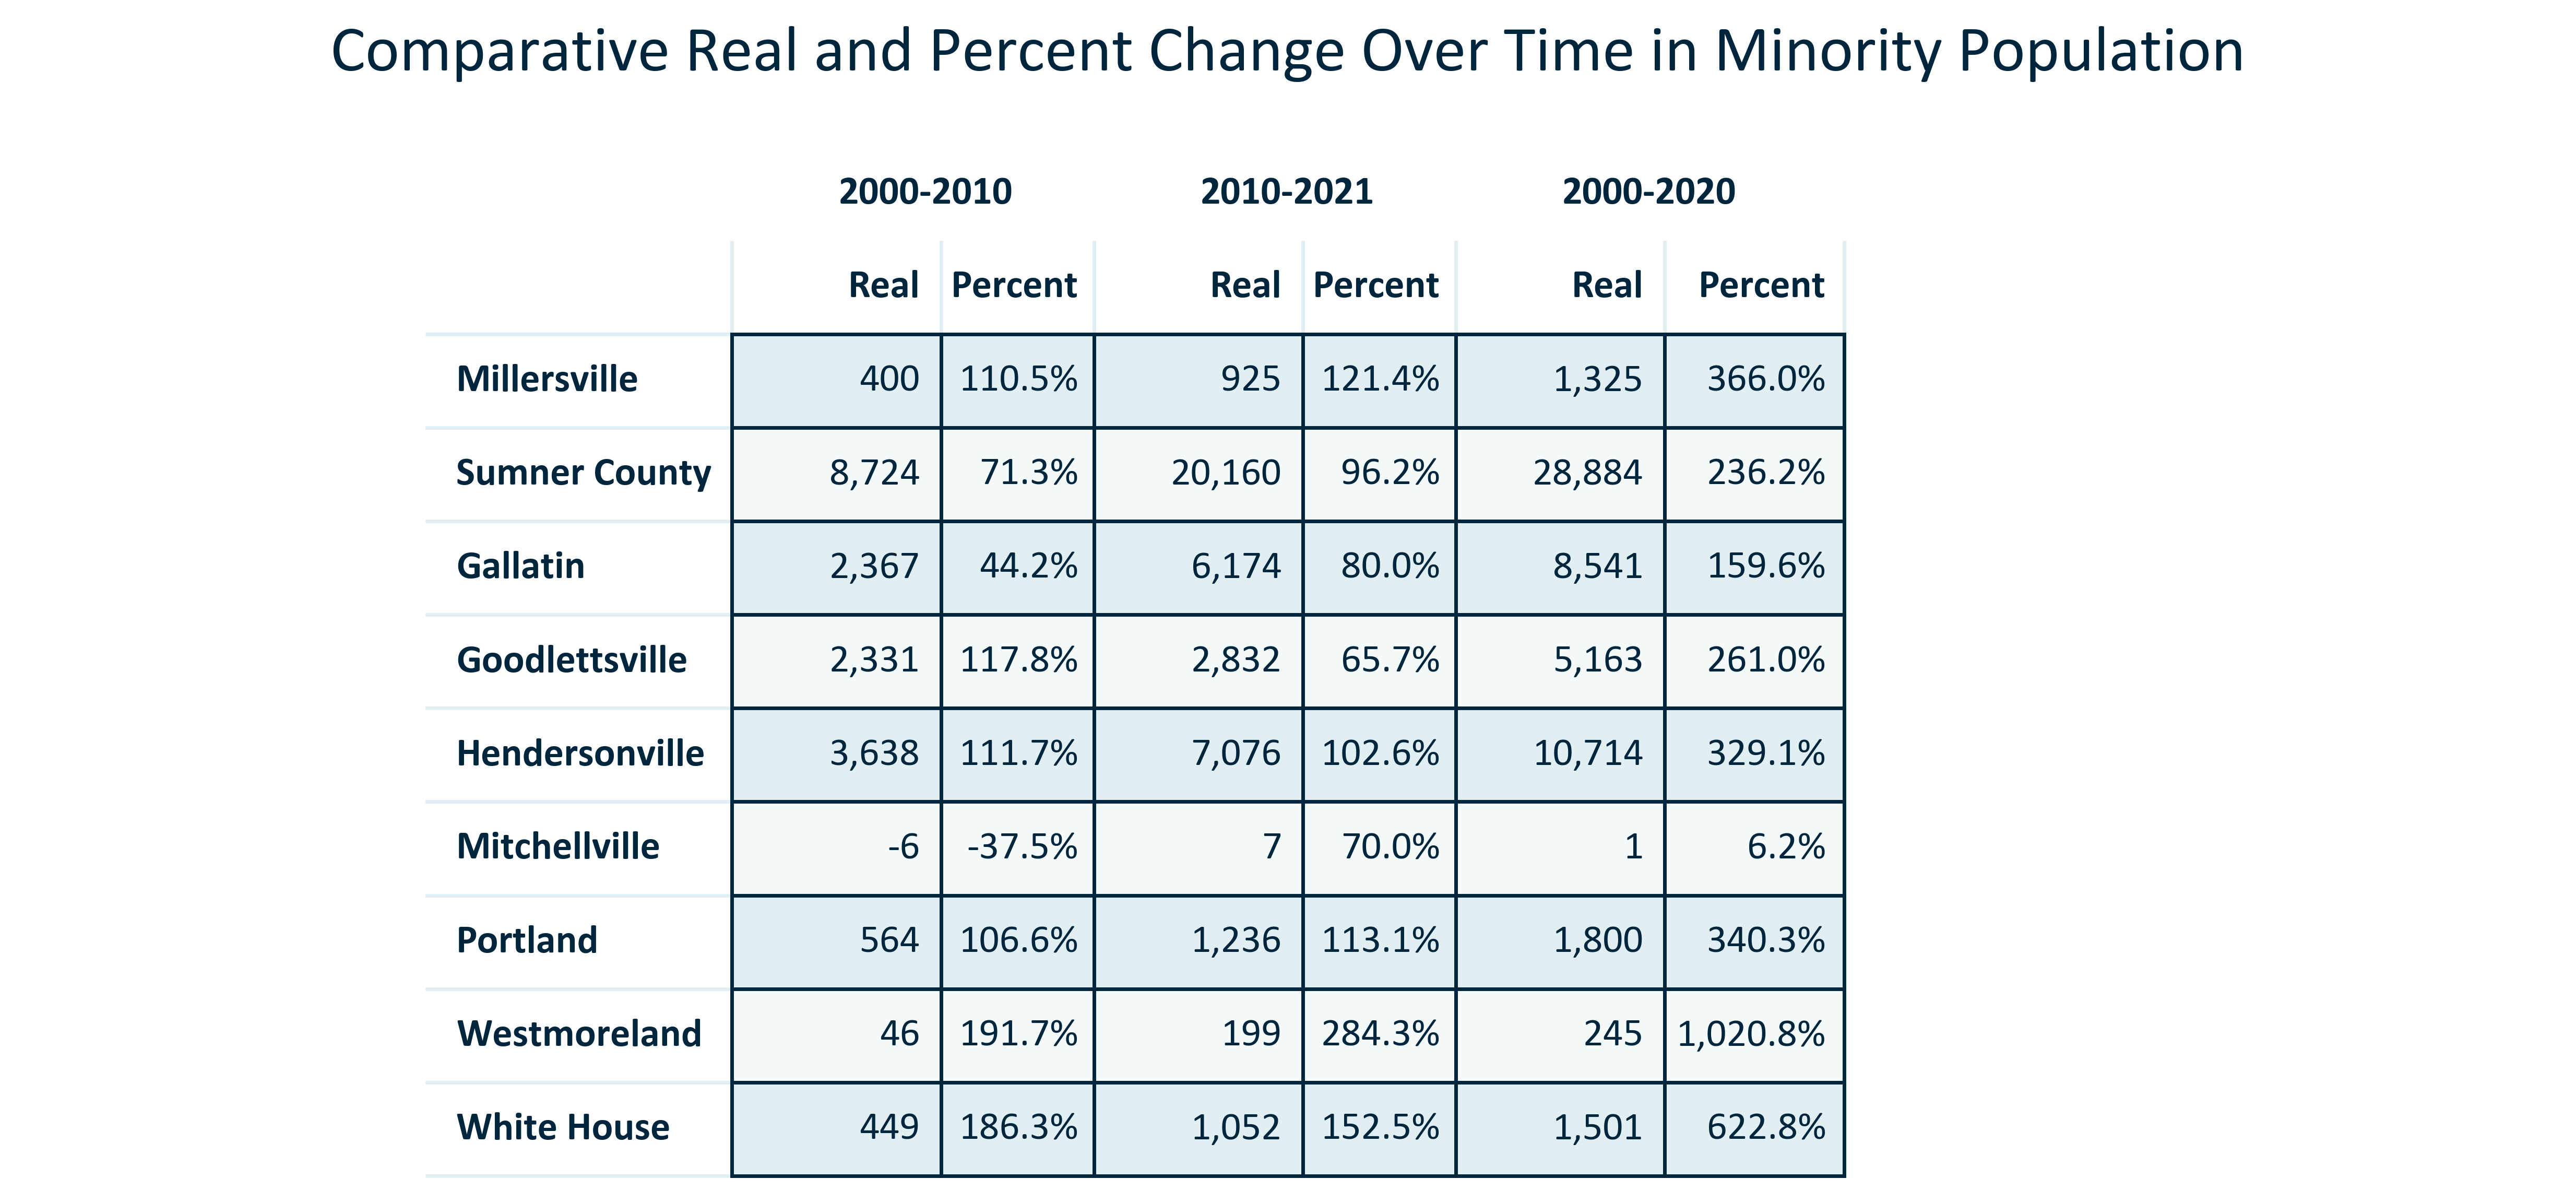 Comparative Real and Percent Change Over Time in Minority Population
2000-2010 2010-2021 2000-2020
Real Percent Real Percent Real Percent
Millersville 400 110.5% 925 121.4% 1,325 366.0%
Sumner County 8,724 71.3% 20,160 96.2% 28,884 236.2%
Gallatin 2,367 44.2% 6,174 80.0% 8,541 159.6%
Goodlettsville 2,331 117.8% 2,832 65.7% 5,163 261.0%
Hendersonville 3,638 111.7% 7,076 102.6% 10,714 329.1%
Mitchellville -6 -37.5% 7 70.0% 1 6.2%
Portland 564 106.6% 1,236 113.1% 1,800 340.3%
Westmoreland 46 191.7% 199 284.3% 245 1,020.8%
White House 449 186.3% 1,052 152.5% 1,501 622.8%